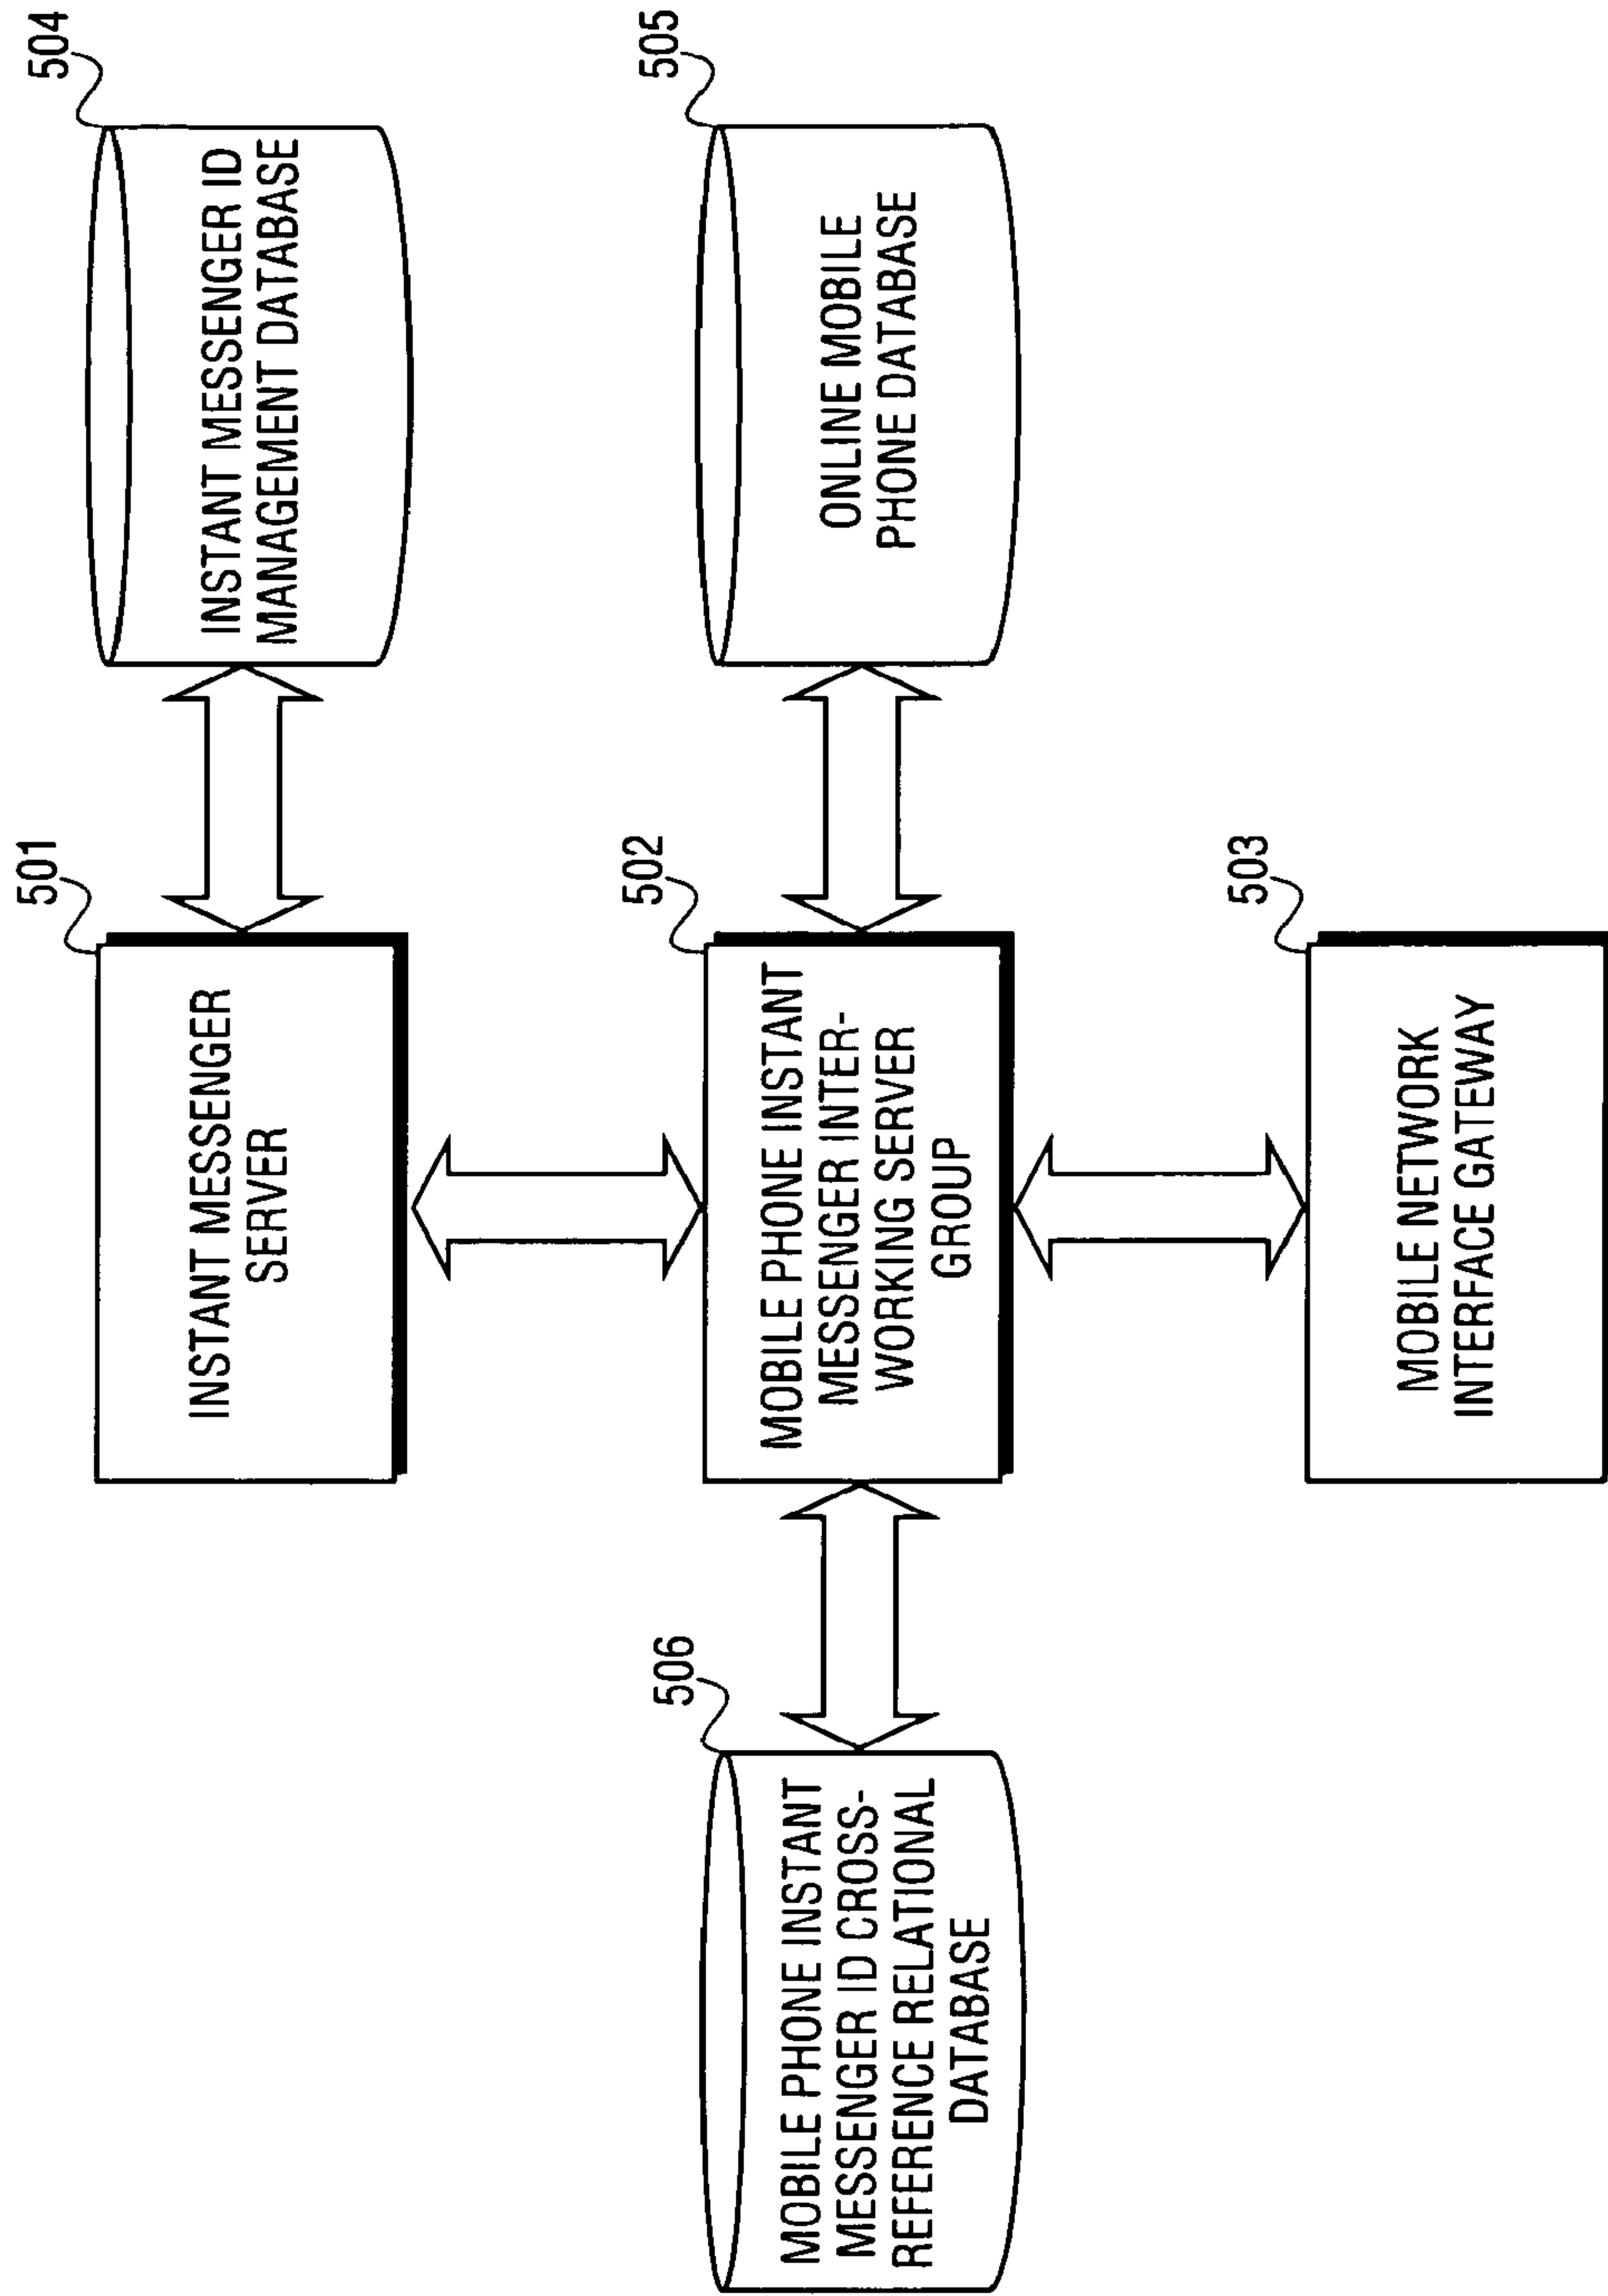 501
INSTANT MESSENGER
SERVER
504
INSTANT MESSENGER ID
MANAGEMENT DATABASE
506
MOBILE PHONE INSTANT
MESSENGER ID CROSS-
REFERENCE RELATIONAL
DATABASE
502
MOBILE PHONE INSTANT
MESSENGER INTER-
WORKING SERVER
GROUP
505
ONLINE MOBILE
PHONE DATABASE
503
MOBILE NETWORK
INTERFACE GATEWAY